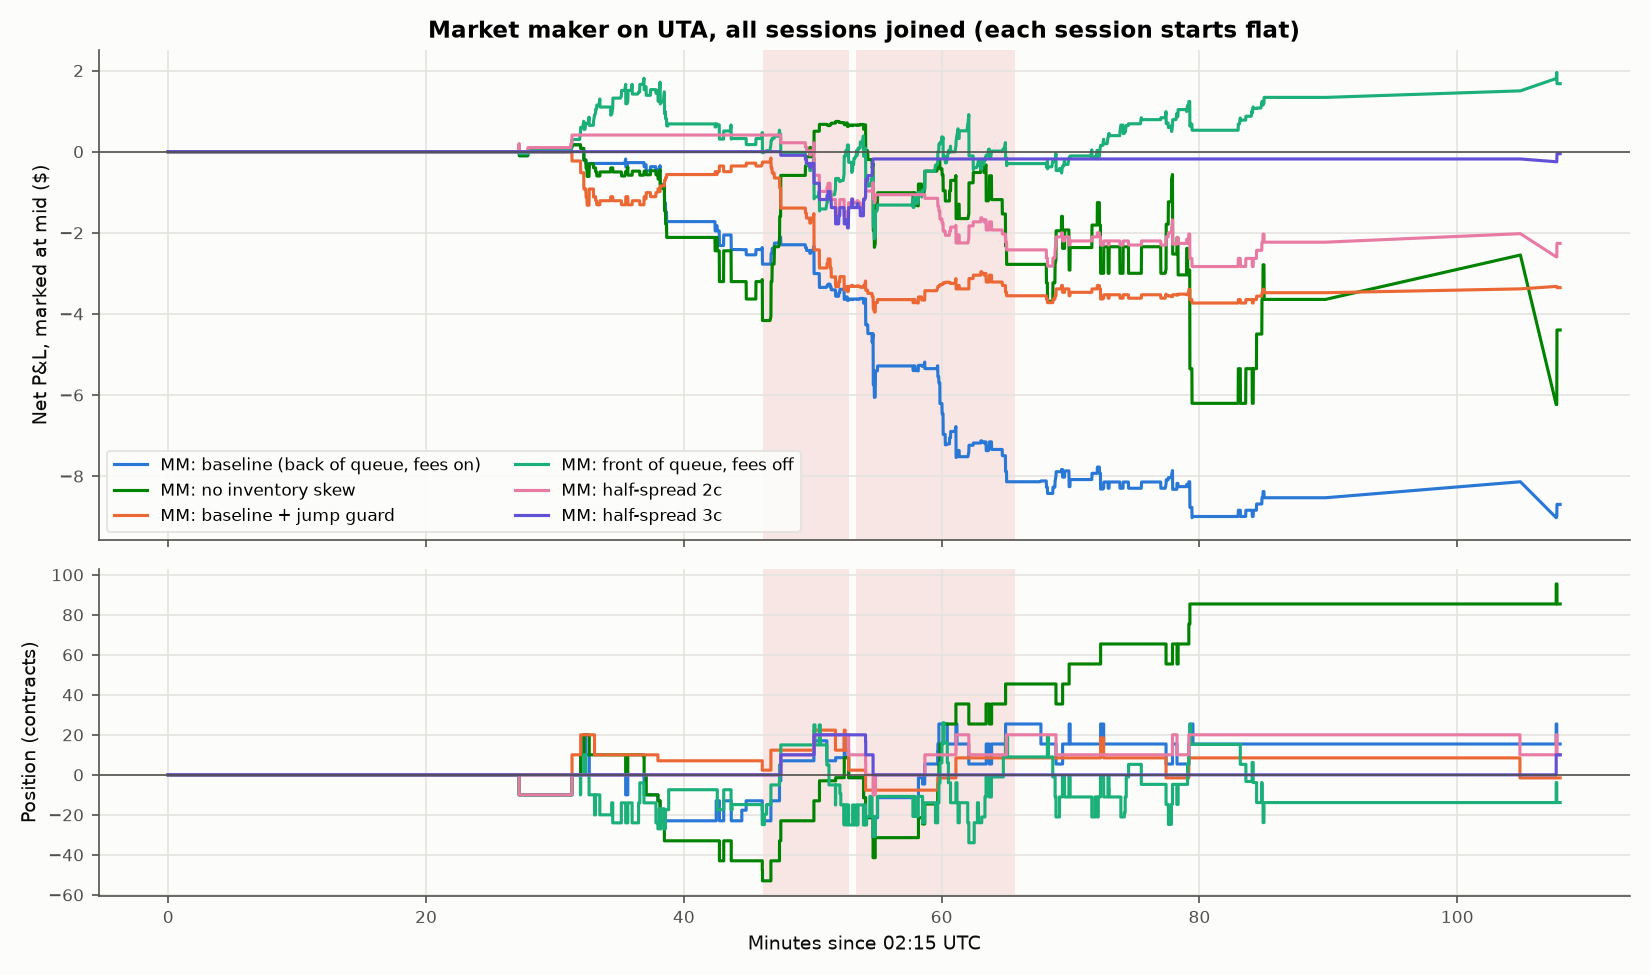 Market maker on UTA, all sessions joined (each session starts flat)
Net P&L, marked at mid ($)
2
0
−2
−4
−6
−8
MM: baseline (back of queue, fees on)
MM: no inventory skew
MM: baseline + jump guard
MM: front of queue, fees off
MM: half-spread 2c
MM: half-spread 3c
Position (contracts)
100
80
60
40
20
0
−20
−40
−60
0 20 40 60 80 100
Minutes since 02:15 UTC